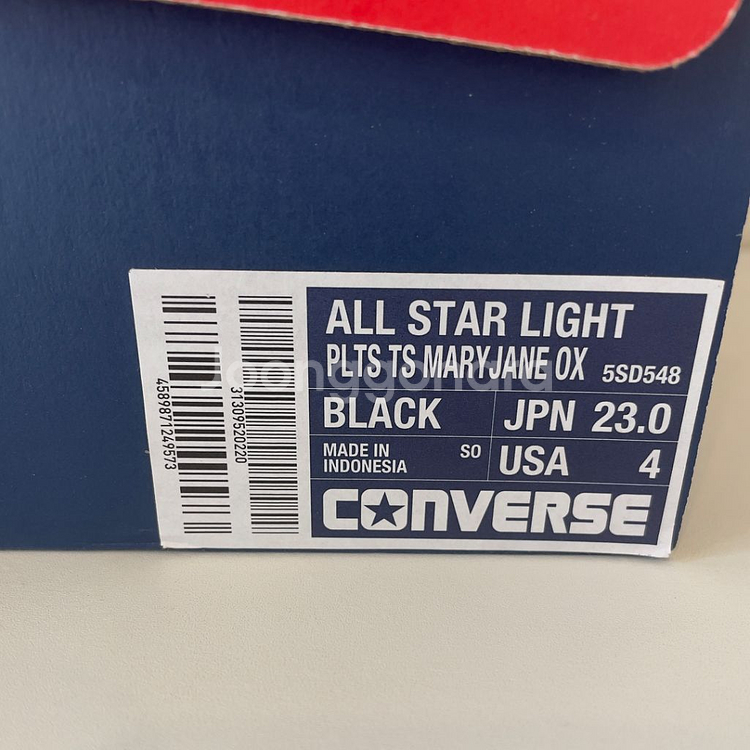 ALL STAR LIGHT
PLTS TS MARYJANE OX 5SD548
BLACK JPN 23.0
MADE IN INDONESIA SO USA 4
CONVERSE
4589871249573
31309520220
Joonggonara